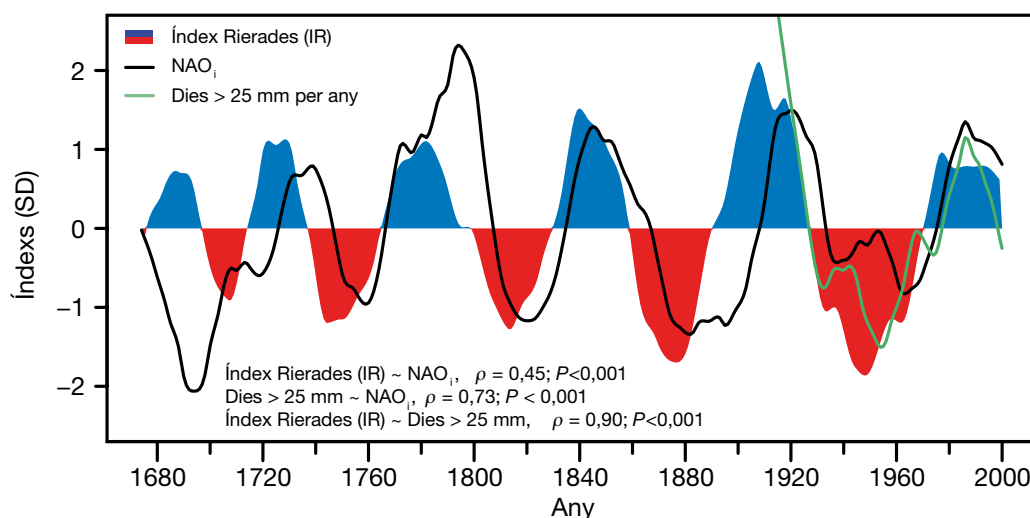 Índex Rierades (IR)
NAOi
Dies > 25 mm per any
2
1
0
−1
−2
Índexs (SD)
Índex Rierades (IR) ~ NAOi, ρ = 0,45; P<0,001
Dies > 25 mm ~ NAOi, ρ = 0,73; P < 0,001
Índex Rierades (IR) ~ Dies > 25 mm, ρ = 0,90; P<0,001
1680 1720 1760 1800 1840 1880 1920 1960 2000
Any